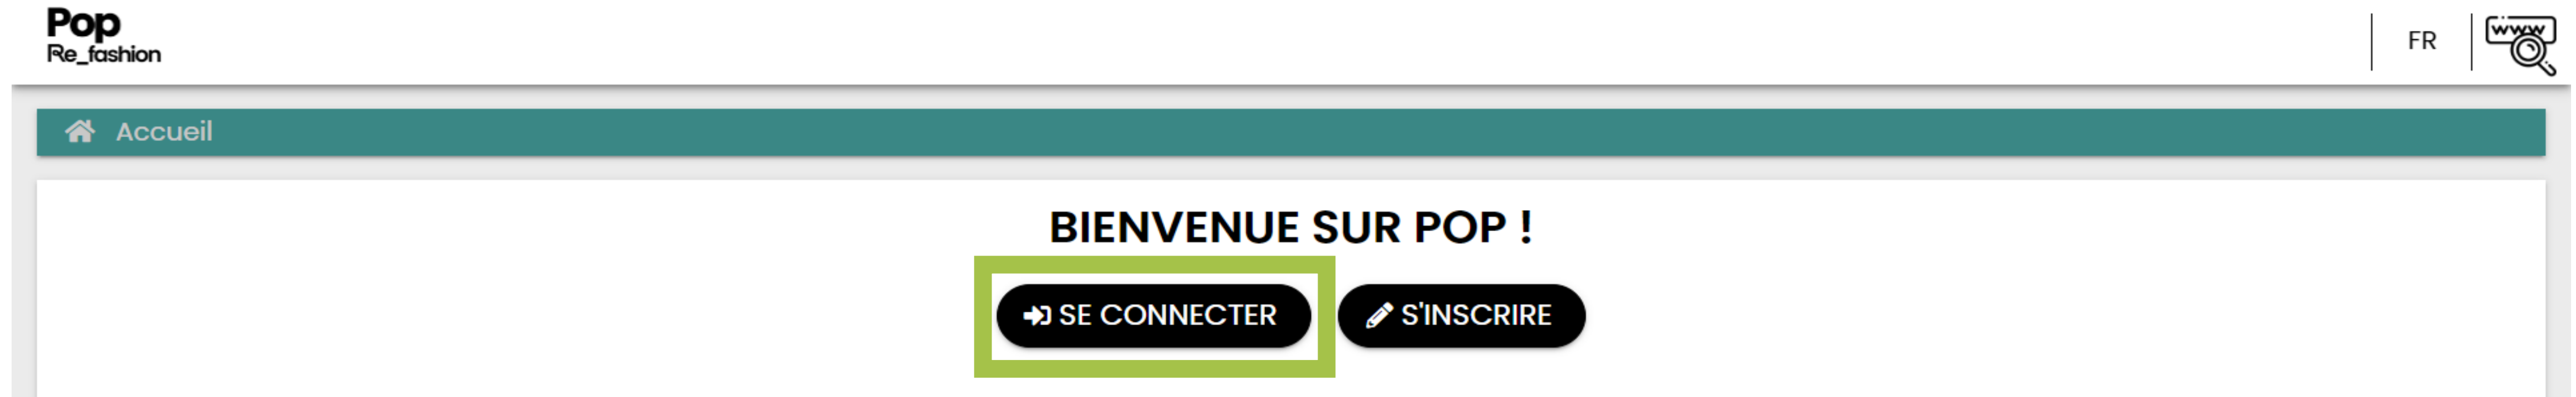 Pop
Re_fashion
FR
www
Accueil
BIENVENUE SUR POP !
SE CONNECTER
S'INSCRIRE